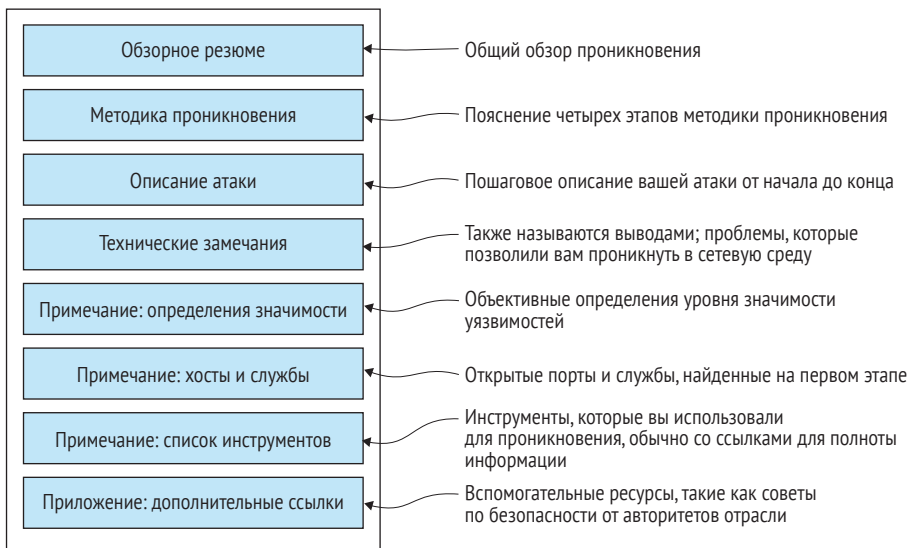 Обзорное резюме
Общий обзор проникновения
Методика проникновения
Пояснение четырех этапов методики проникновения
Описание атаки
Пошаговое описание вашей атаки от начала до конца
Технические замечания
Также называются выводами; проблемы, которые
позволили вам проникнуть в сетевую среду
Примечание: определения значимости
Объективные определения уровня значимости
уязвимостей
Примечание: хосты и службы
Открытые порты и службы, найденные на первом этапе
Примечание: список инструментов
Инструменты, которые вы использовали
для проникновения, обычно со ссылками для полноты
информации
Приложение: дополнительные ссылки
Вспомогательные ресурсы, такие как советы
по безопасности от авторитетов отрасли